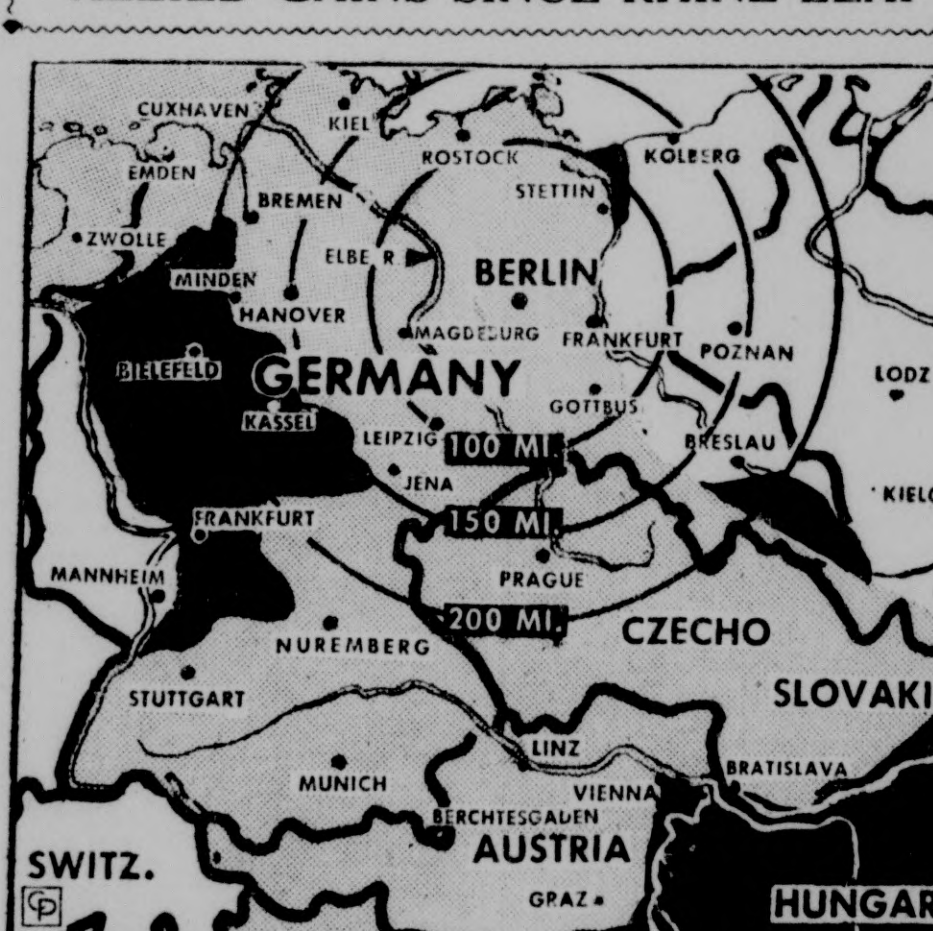 CUXHAVEN
KIEL
ROSTOCK
KOLBERG
EMDEN
STETTIN
BREMEN
ZWOLLE
ELBE R.
BERLIN
MINDEN
HANOVER
MAGDEBURG
FRANKFURT
POZNAN
BIELEFELD
GERMANY
LODZ
GOTTBUS
KASSEL
LEIPZIG
100 MI.
BRESLAU
JENA
KIELC
FRANKFURT
150 MI.
MANNHEIM
PRAGUE
200 MI.
CZECHO
NUREMBERG
STUTTGART
SLOVAKI
LINZ
MUNICH
VIENNA
BRATISLAVA
BERCHTESGADEN
AUSTRIA
SWITZ.
GRAZ
HUNGAR
CP